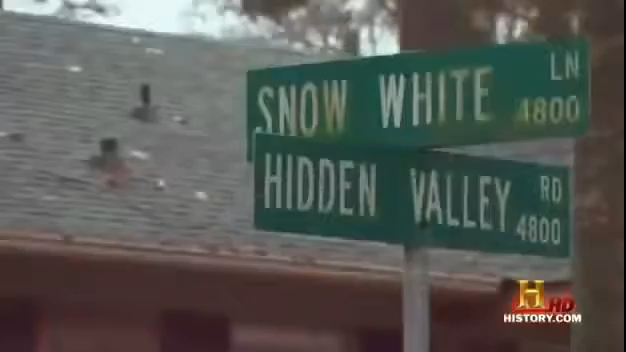 SNOW WHITE LN 4800
HIDDEN VALLEY RD 4800
H HD
HISTORY.COM